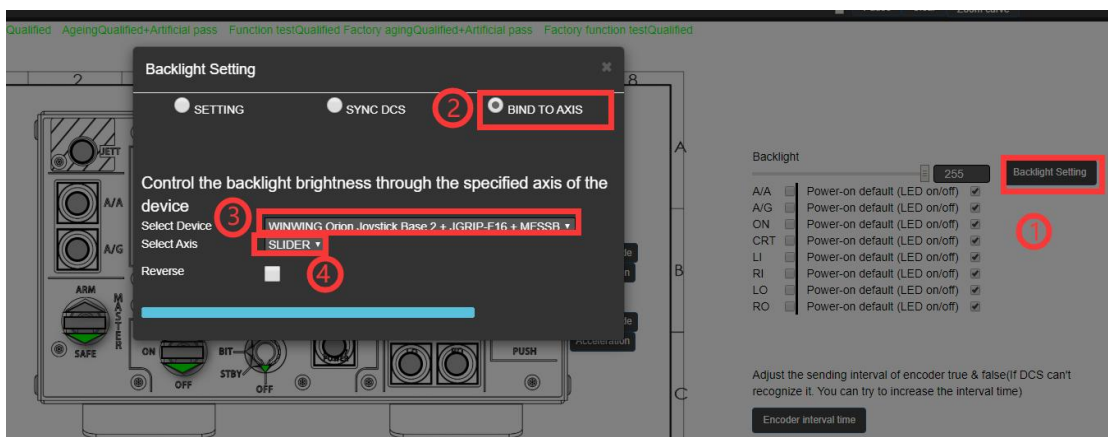 Qualified AgeingQualified+Artificial pass Function testQualified Factory agingQualified+Artificial pass Factory function testQualified
Zoom curve
2
8
Backlight Setting
SETTING
SYNC DCS
2
BIND TO AXIS
Control the backlight brightness through the specified axis of the
device
3
Select Device WINWING Orion Joystick Base 2 + JGRIP-F16 + MFSSB
Select Axis SLIDER
Reverse
4
JETT
A/A
A/G
ARM
MASTER
SAFE
ON
OFF
BIT
STBY
OFF
POWER
PUSH
Acceleration
A
B
C
Backlight
255
Backlight Setting
1
A/A Power-on default (LED on/off)
A/G Power-on default (LED on/off)
ON Power-on default (LED on/off)
CRT Power-on default (LED on/off)
LI Power-on default (LED on/off)
RI Power-on default (LED on/off)
LO Power-on default (LED on/off)
RO Power-on default (LED on/off)
Adjust the sending interval of encoder true & false(If DCS can't
recognize it. You can try to increase the interval time)
Encoder interval time